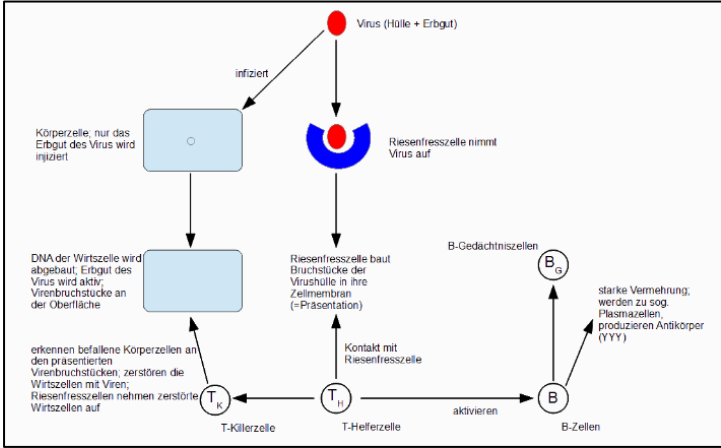 Virus (Hülle + Erbgut)
infiziert
Körperzelle; nur das
Erbgut des Virus wird
injiziert
Riesenfresszelle nimmt
Virus auf
DNA der Wirtszelle wird
abgebaut; Erbgut des
Virus wird aktiv;
Virenbruchstücke an
der Oberfläche
Riesenfresszelle baut
Bruchstücke der
Virushülle in ihre
Zellmembran
(=Präsentation)
B-Gedächtniszellen
B G
starke Vermehrung;
werden zu sog.
Plasmazellen,
produzieren Antikörper
(YYY)
erkennen befallene Körperzellen an
den präsentierten
Virenbruchstücken; zerstören die
Wirtszellen mit Viren;
Riesenfresszellen nehmen zerstörte
Wirtszellen auf
Kontakt mit
Riesenfresszelle
T K
T H
B
aktivieren
T-Killerzelle
T-Helferzelle
B-Zellen